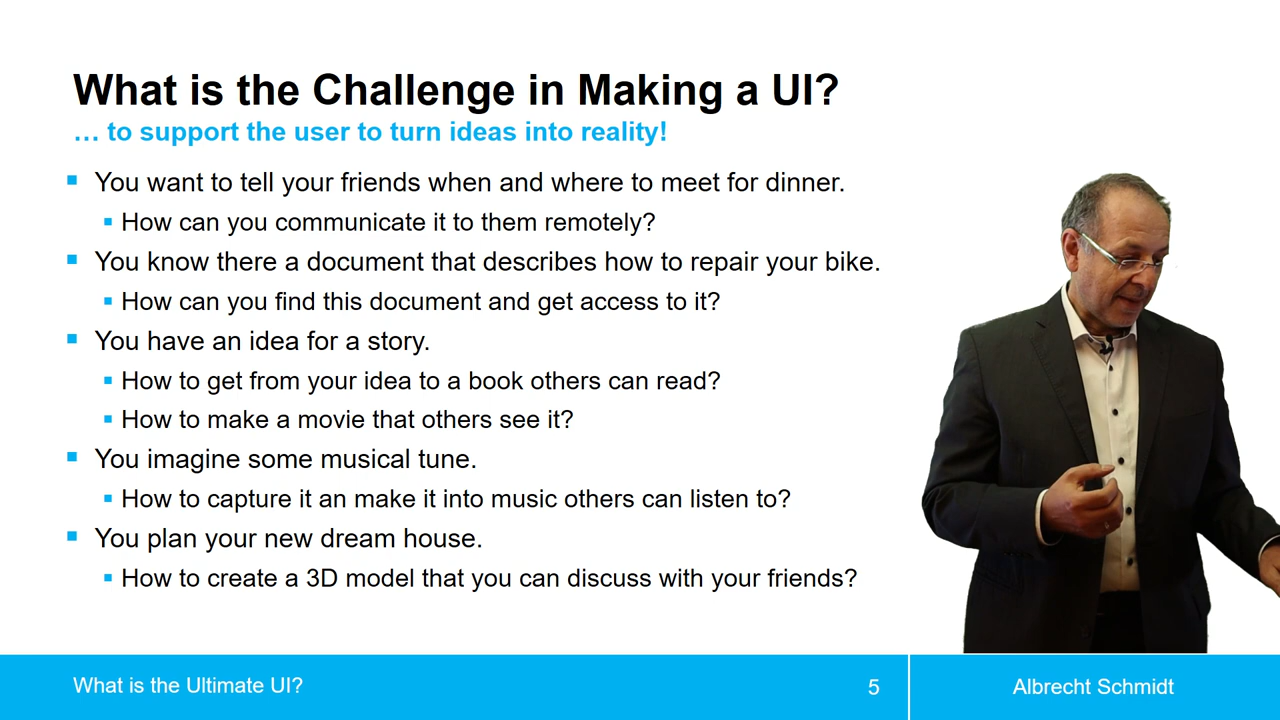 What is the Challenge in Making a UI?
… to support the user to turn ideas into reality!
You want to tell your friends when and where to meet for dinner.
How can you communicate it to them remotely?
You know there a document that describes how to repair your bike.
How can you find this document and get access to it?
You have an idea for a story.
How to get from your idea to a book others can read?
How to make a movie that others see it?
You imagine some musical tune.
How to capture it an make it into music others can listen to?
You plan your new dream house.
How to create a 3D model that you can discuss with your friends?
What is the Ultimate UI?
5
Albrecht Schmidt